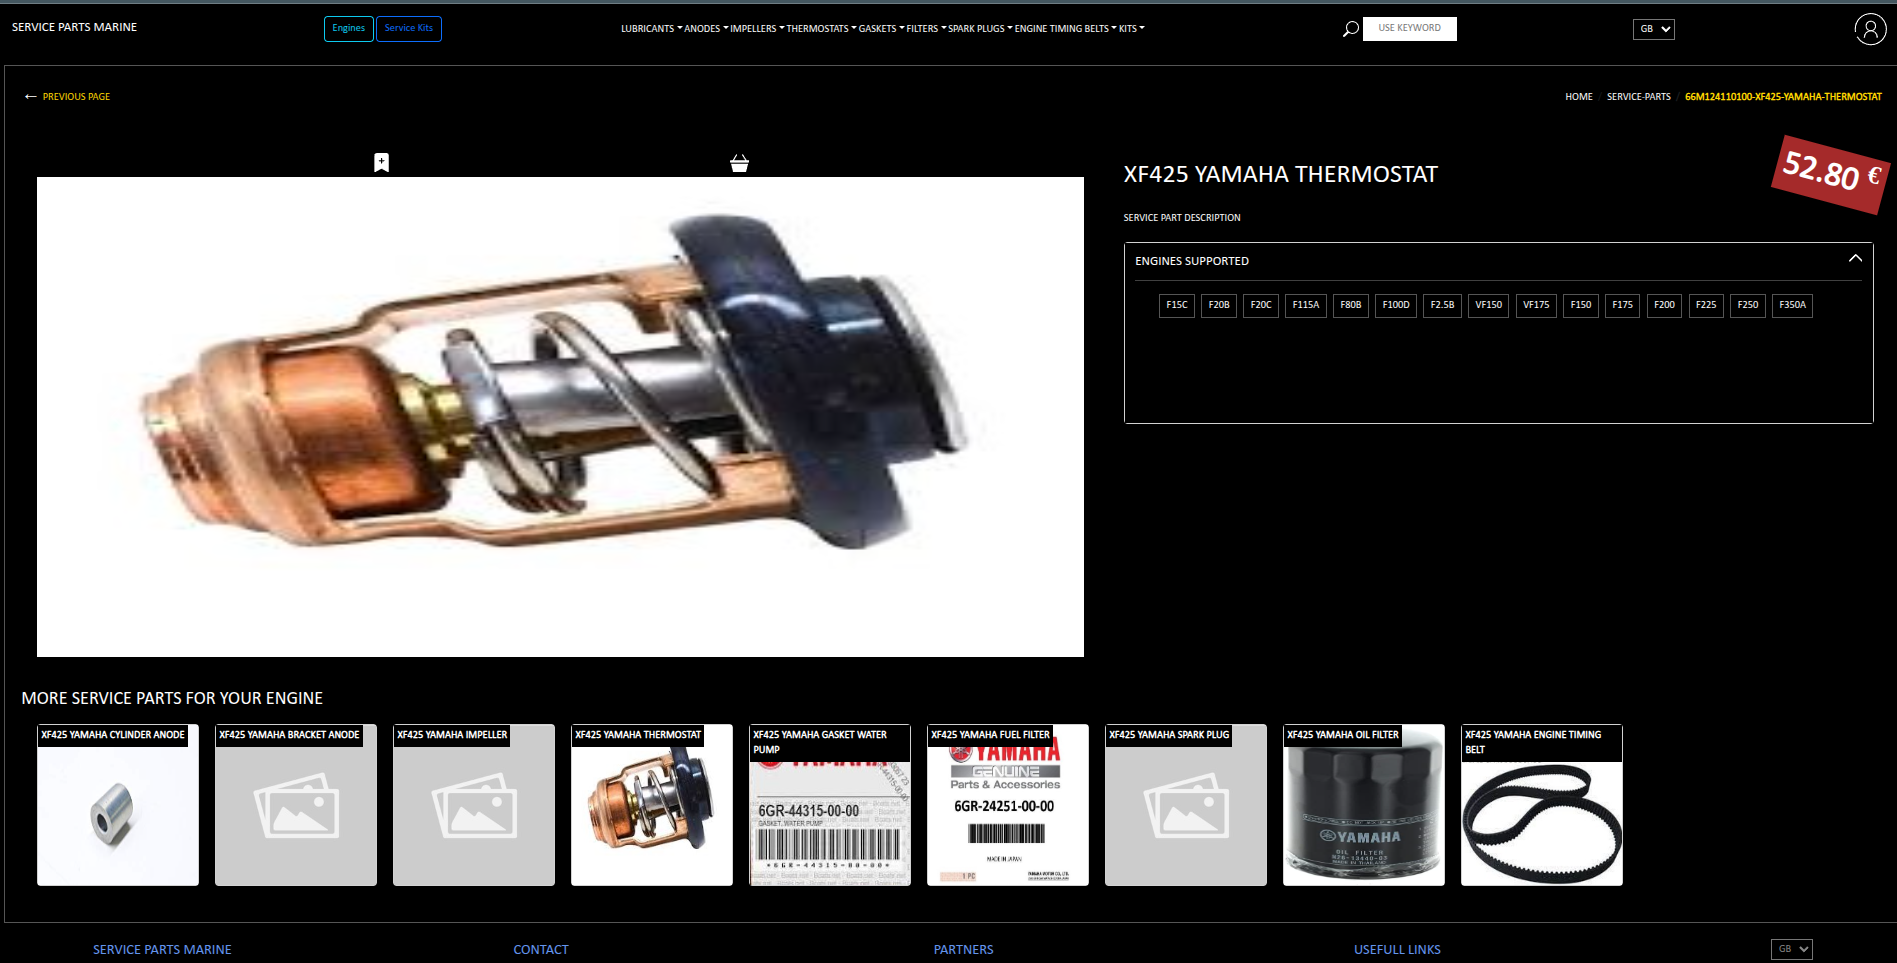 SERVICE PARTS MARINE
Engines
Service Kits
LUBRICANTS ANODES IMPELLERS THERMOSTATS GASKETS FILTERS SPARK PLUGS ENGINE TIMING BELTS KITS
USE KEYWORD
GB
← PREVIOUS PAGE
HOME / SERVICE-PARTS / 66M124110100-XF425-YAMAHA-THERMOSTAT
XF425 YAMAHA THERMOSTAT
52.80 €
SERVICE PART DESCRIPTION
ENGINES SUPPORTED
F15C F20B F20C F115A F80B F100D F2.5B VF150 VF175 F150 F175 F200 F225 F250 F350A
MORE SERVICE PARTS FOR YOUR ENGINE
XF425 YAMAHA CYLINDER ANODE
XF425 YAMAHA BRACKET ANODE
XF425 YAMAHA IMPELLER
XF425 YAMAHA THERMOSTAT
XF425 YAMAHA GASKET WATER
PUMP
6GR-44315-00-00
GASKET, WATER PUMP
*6GR-44315-00-00*
XF425 YAMAHA FUEL FILTER
YAMAHA
GENUINE
Parts & Accessories
6GR-24251-00-00
MADE IN JAPAN
1 PC
XF425 YAMAHA SPARK PLUG
XF425 YAMAHA OIL FILTER
YAMAHA
OIL FILTER
XF425 YAMAHA ENGINE TIMING
BELT
SERVICE PARTS MARINE
CONTACT
PARTNERS
USEFULL LINKS
GB